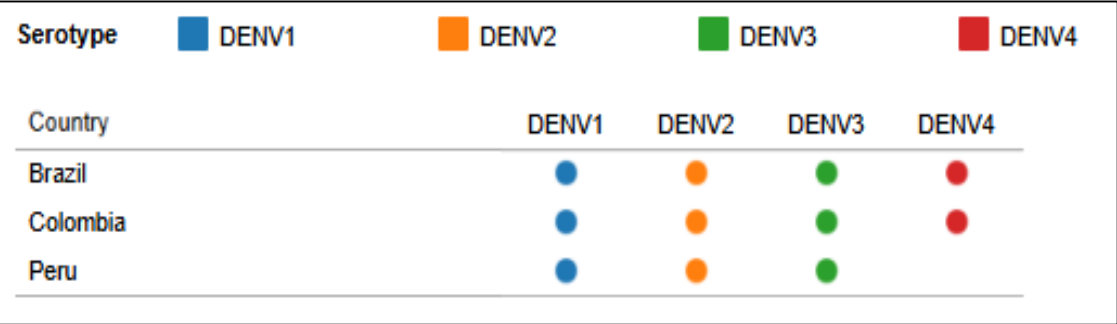 Serotype DENV1 DENV2 DENV3 DENV4
Country DENV1 DENV2 DENV3 DENV4
Brazil
Colombia
Peru